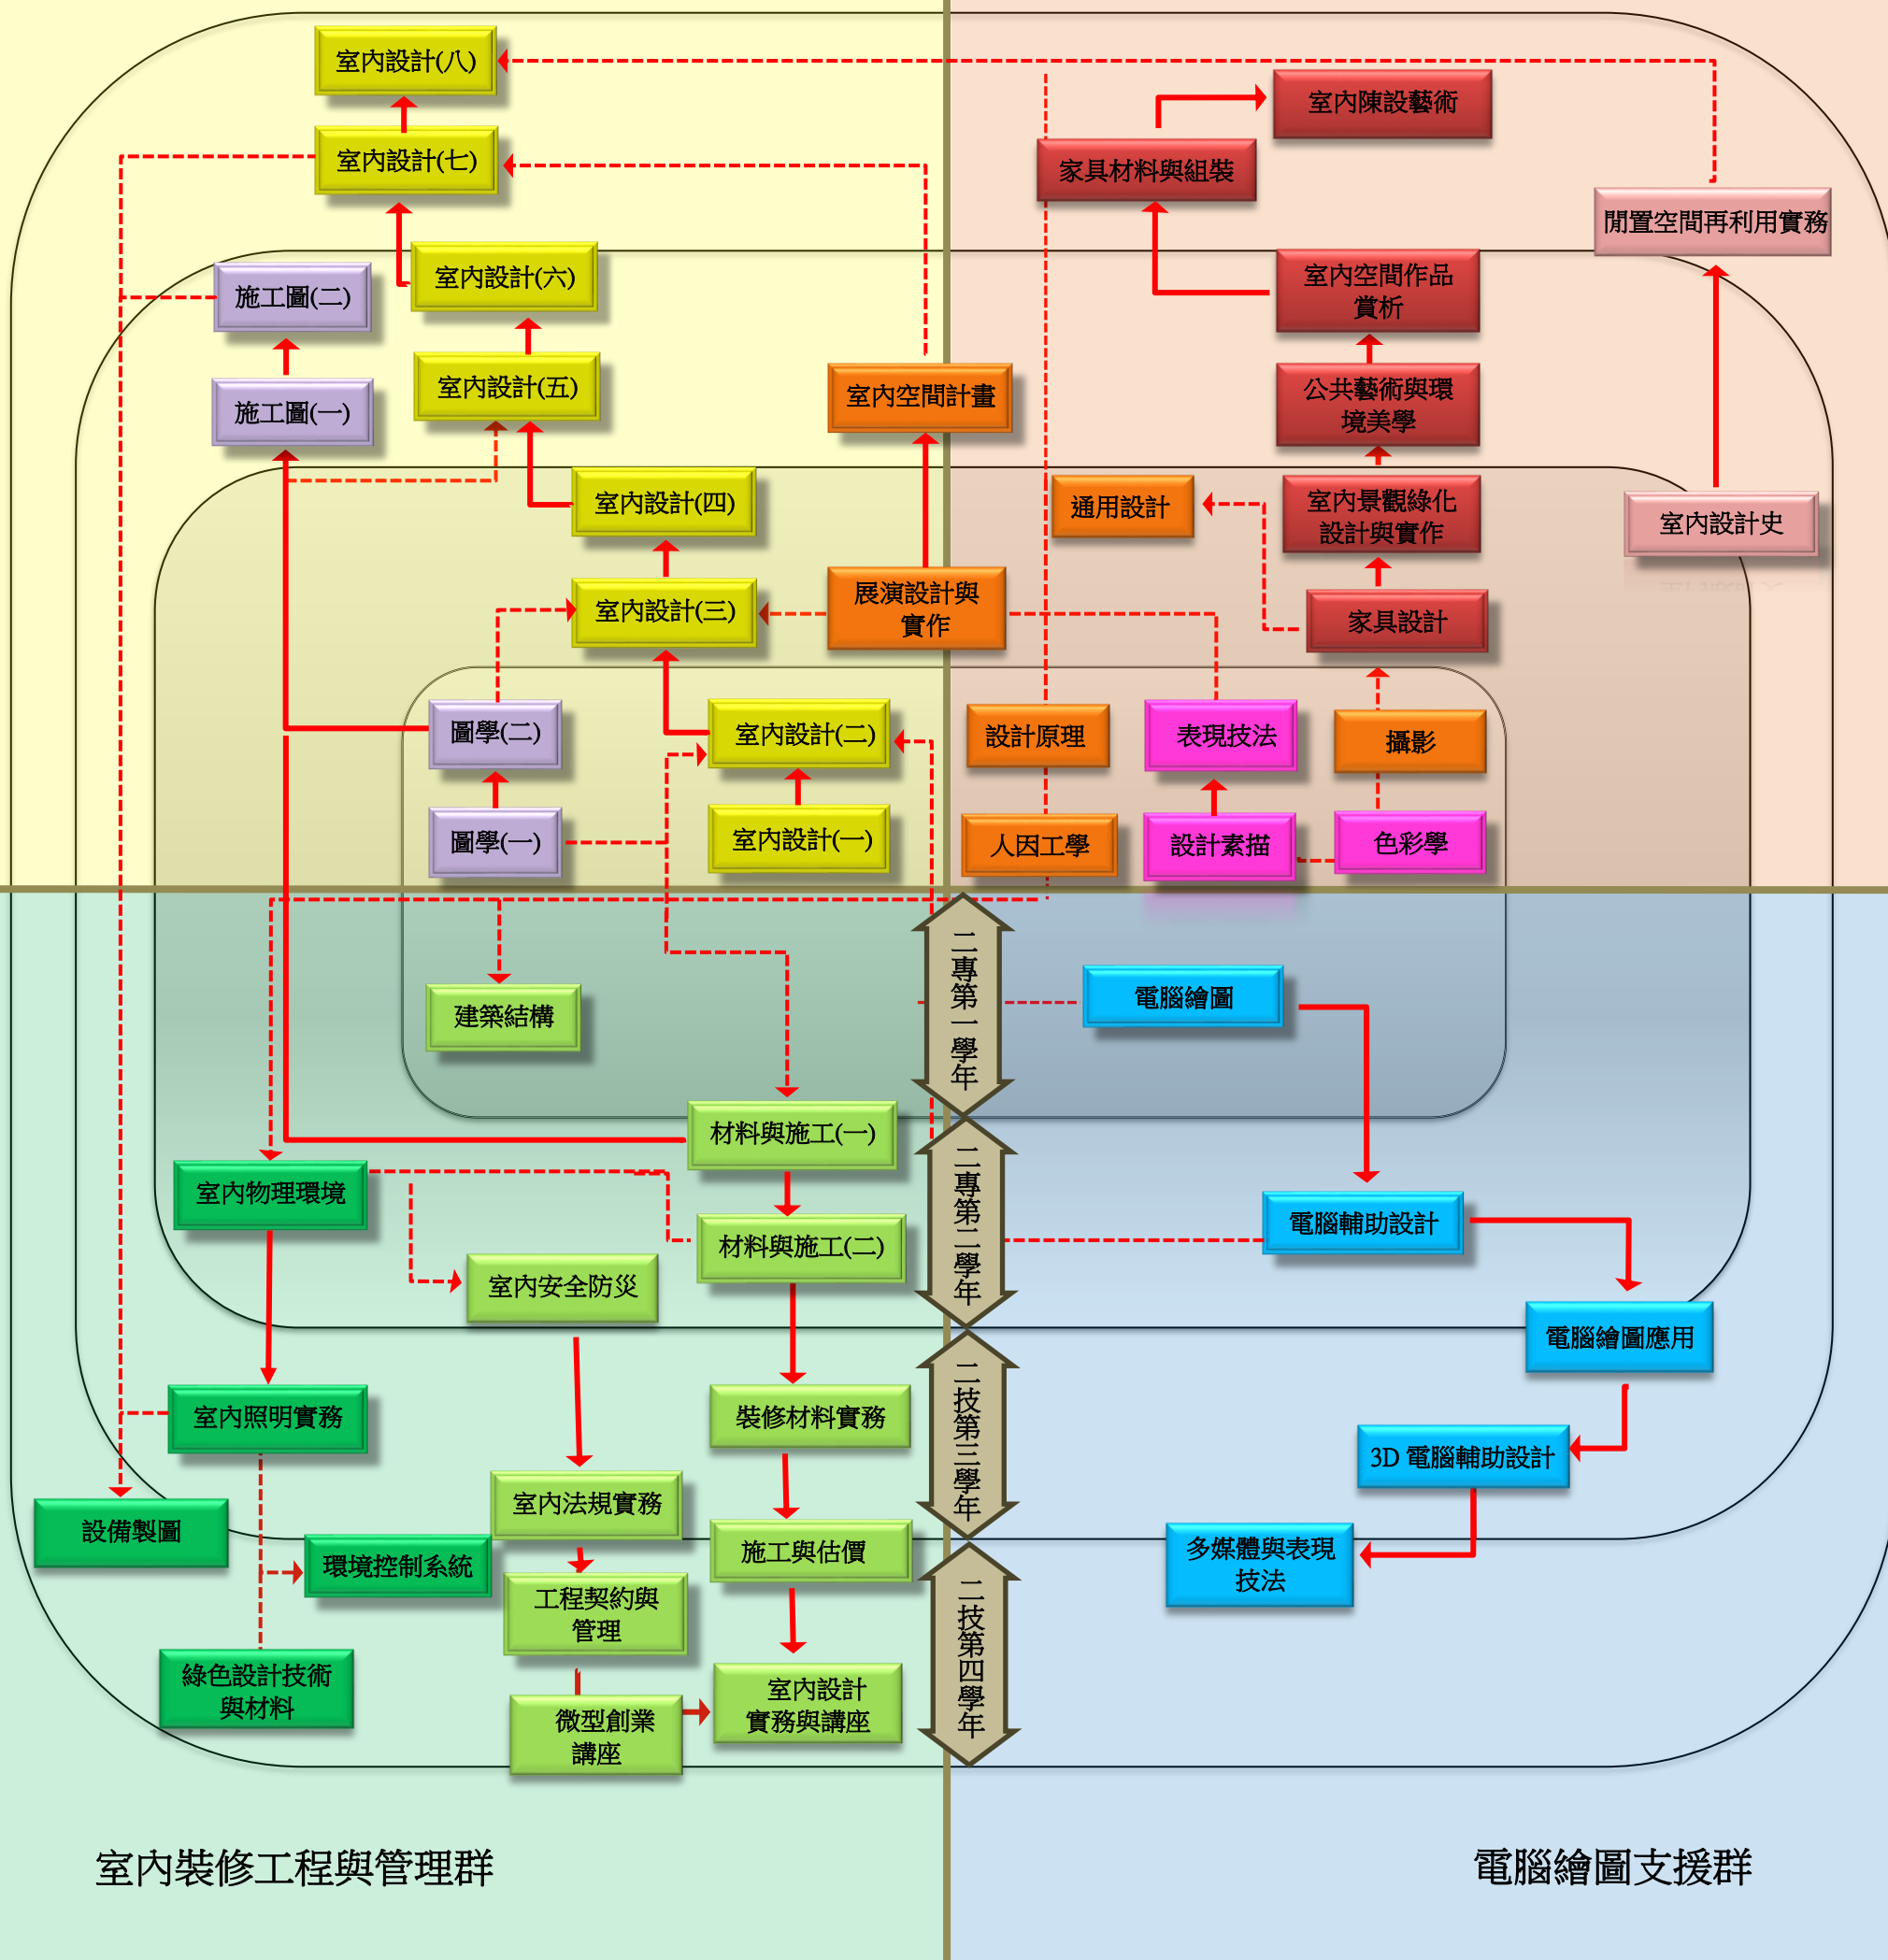 室內設計(八)
室內陳設藝術
室內設計(七)
家具材料與組裝
閒置空間再利用實務
室內設計(六)
施工圖(二)
室內空間作品
賞析
室內設計(五)
施工圖(一)
室內空間計畫
公共藝術與環
境美學
室內設計(四)
通用設計
室內景觀綠化
設計與實作
室內設計史
室內設計(三)
展演設計與
實作
家具設計
圖學(二)
室內設計(二)
設計原理
表現技法
攝影
圖學(一)
室內設計(一)
人因工學
設計素描
色彩學
二專第一學年
建築結構
電腦繪圖
材料與施工(一)
室內物理環境
二專第二學年
材料與施工(二)
電腦輔助設計
室內安全防災
電腦繪圖應用
室內照明實務
裝修材料實務
二技第三學年
3D 電腦輔助設計
室內法規實務
設備製圖
施工與估價
環境控制系統
多媒體與表現
技法
工程契約與
管理
二技第四學年
綠色設計技術
與材料
室內設計
實務與講座
微型創業
講座
室內裝修工程與管理群
電腦繪圖支援群